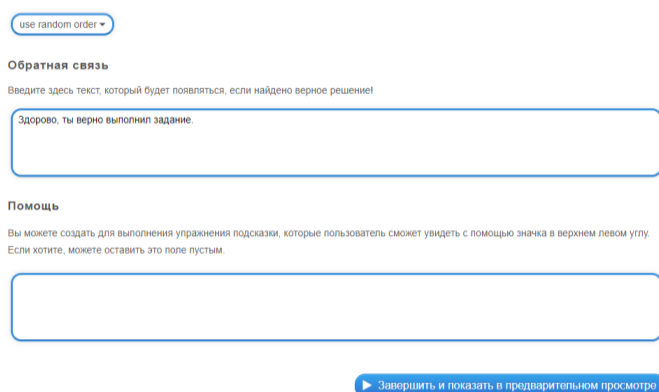 use random order
Обратная связь
Введите здесь текст, который будет появляться, если найдено верное решение!
Здорово, ты верно выполнил задание.
Помощь
Вы можете создать для выполнения упражнения подсказки, которые пользователь сможет увидеть с помощью значка в верхнем левом углу.
Если хотите, можете оставить это поле пустым.
Завершить и показать в предварительном просмотре